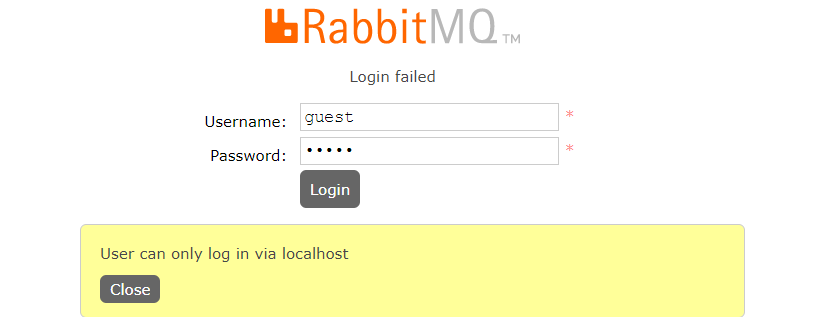 RabbitMQ™
Login failed
Username: guest *
Password: ••••• *
Login
User can only log in via localhost
Close